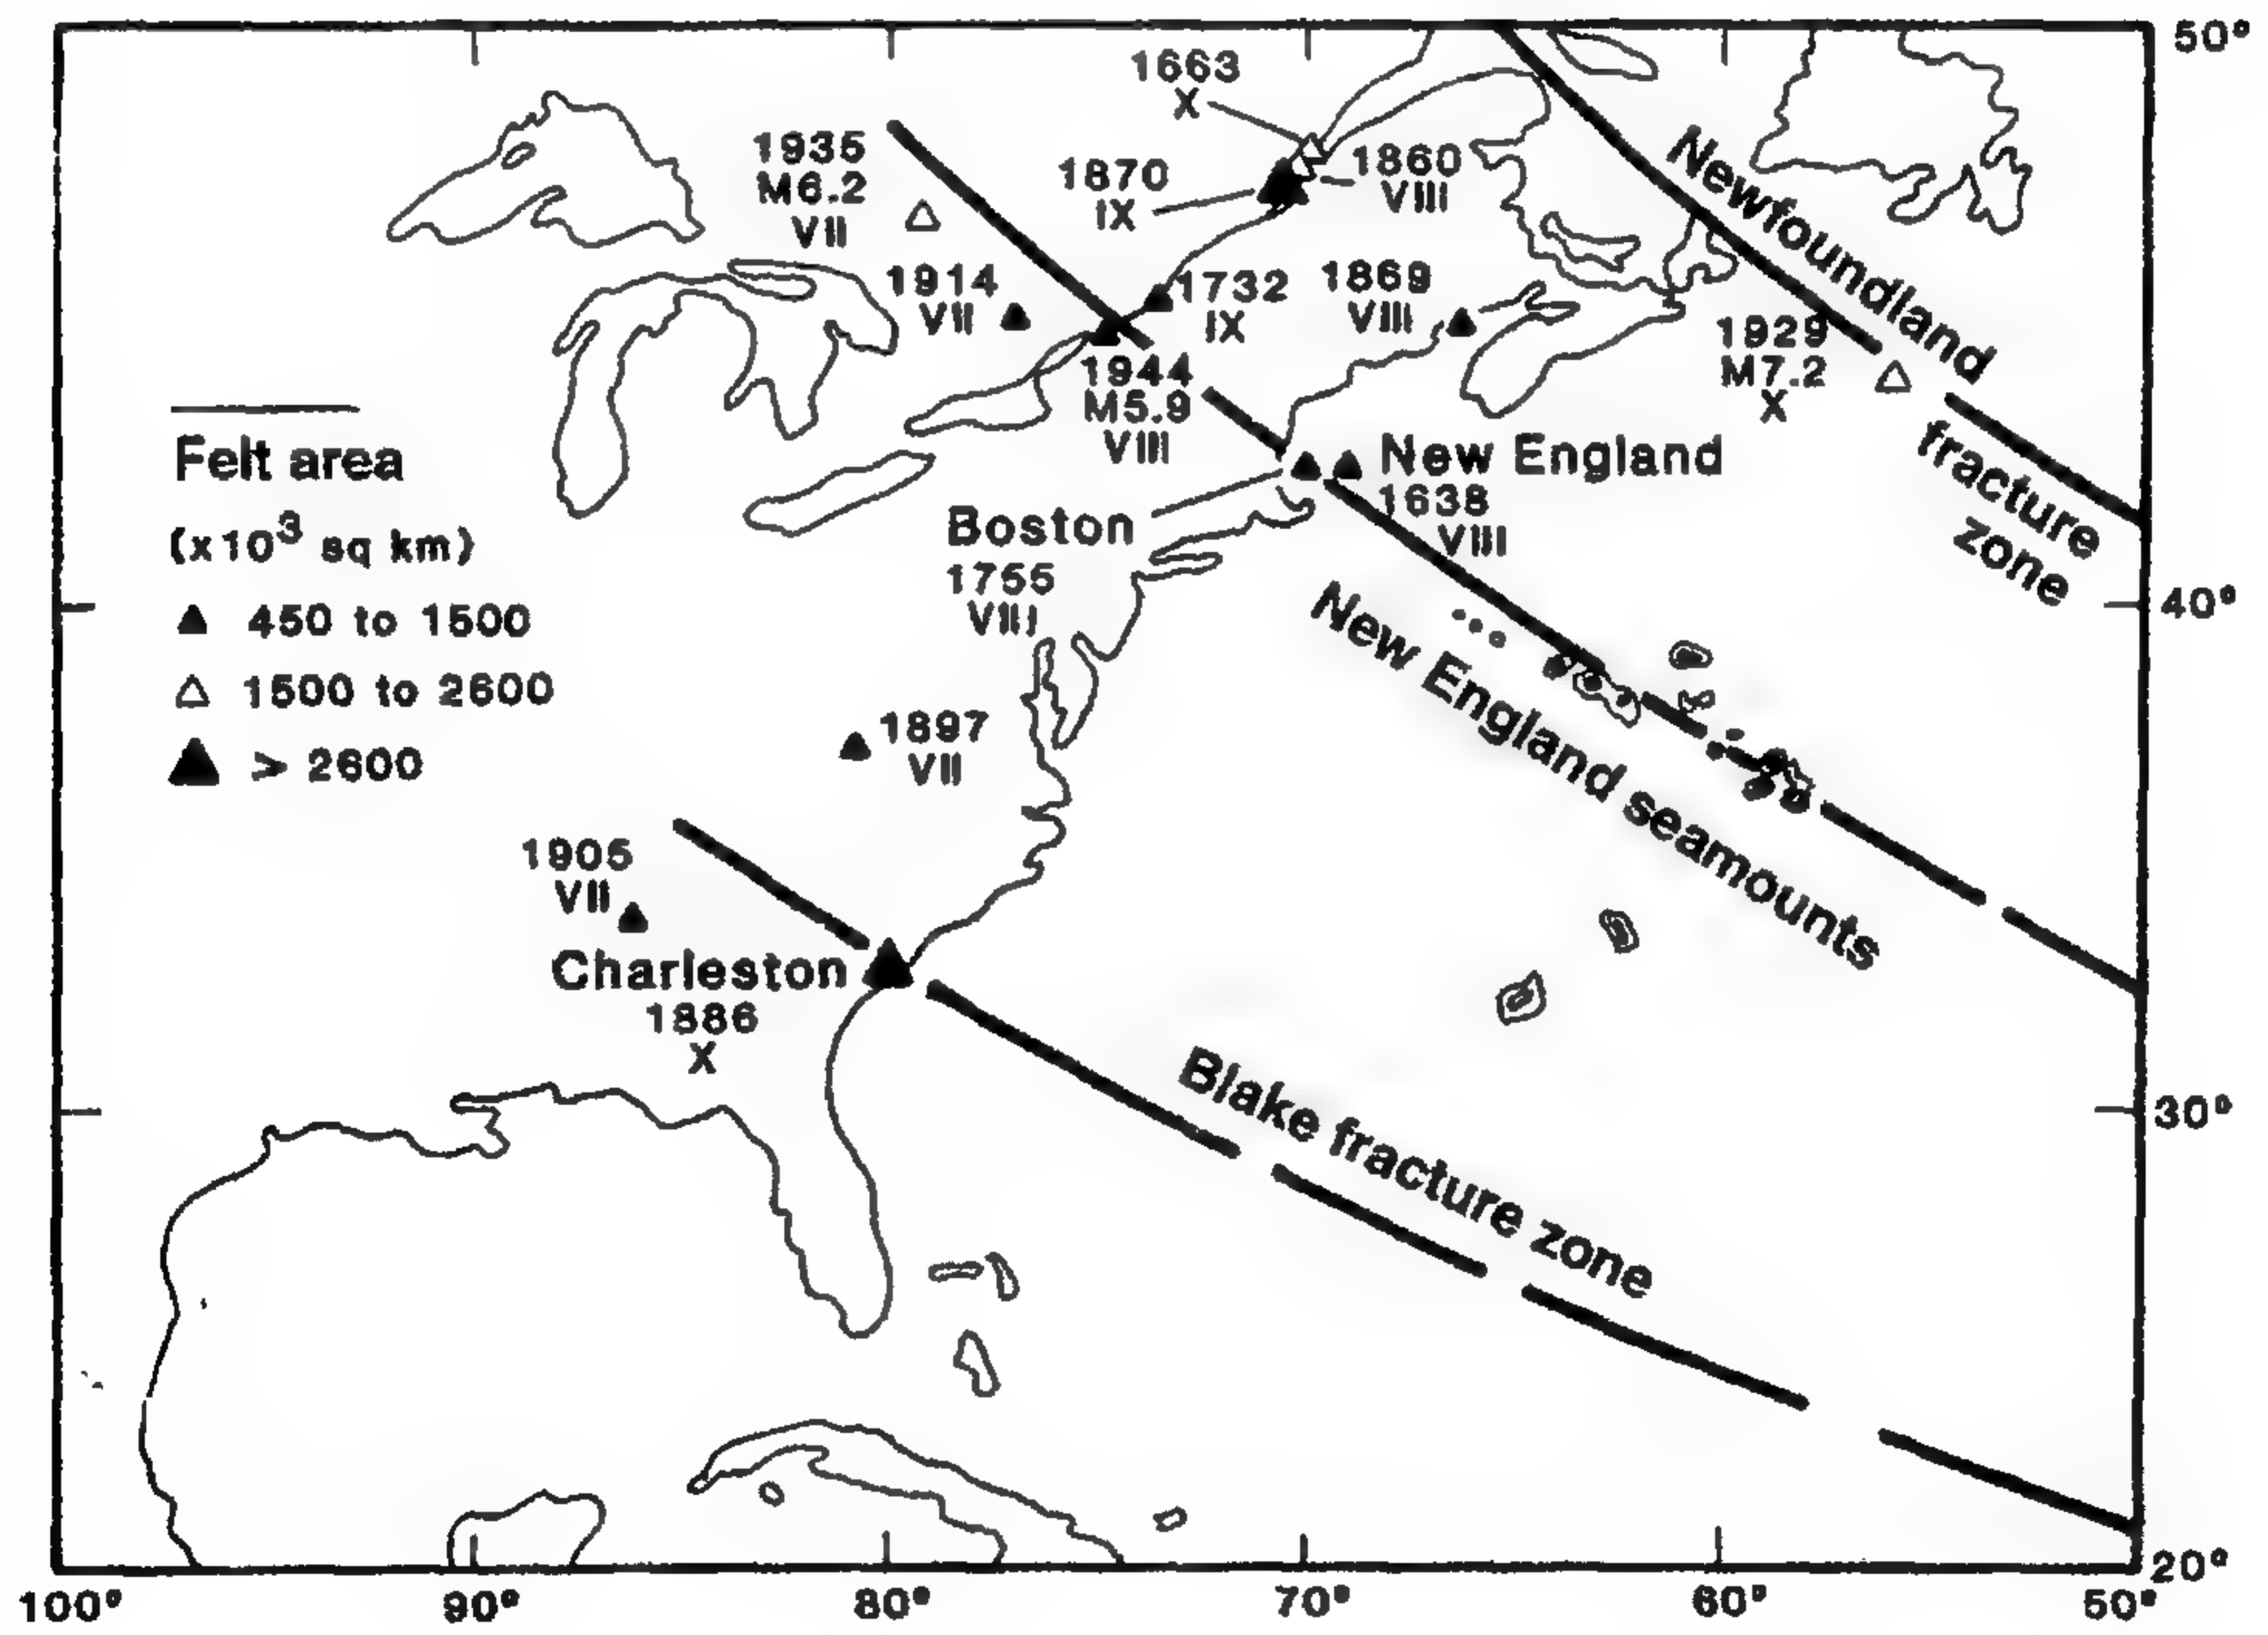 50°
1663
X
1935
M6.2
VII
1870
IX
1860
VIII
Newfoundland
fracture
zone
1914
VII
1732
IX
1869
VIII
1929
M7.2
X
1944
M5.9
VIII
Felt area
(x10³ sq km)
▲ 450 to 1500
△ 1500 to 2600
▲ > 2600
New England
1638
VIII
Boston
1755
VIII
40°
New England seamounts
1897
VII
1905
VII
Charleston
1886
X
Blake fracture zone
30°
20°
100°
90°
80°
70°
60°
50°